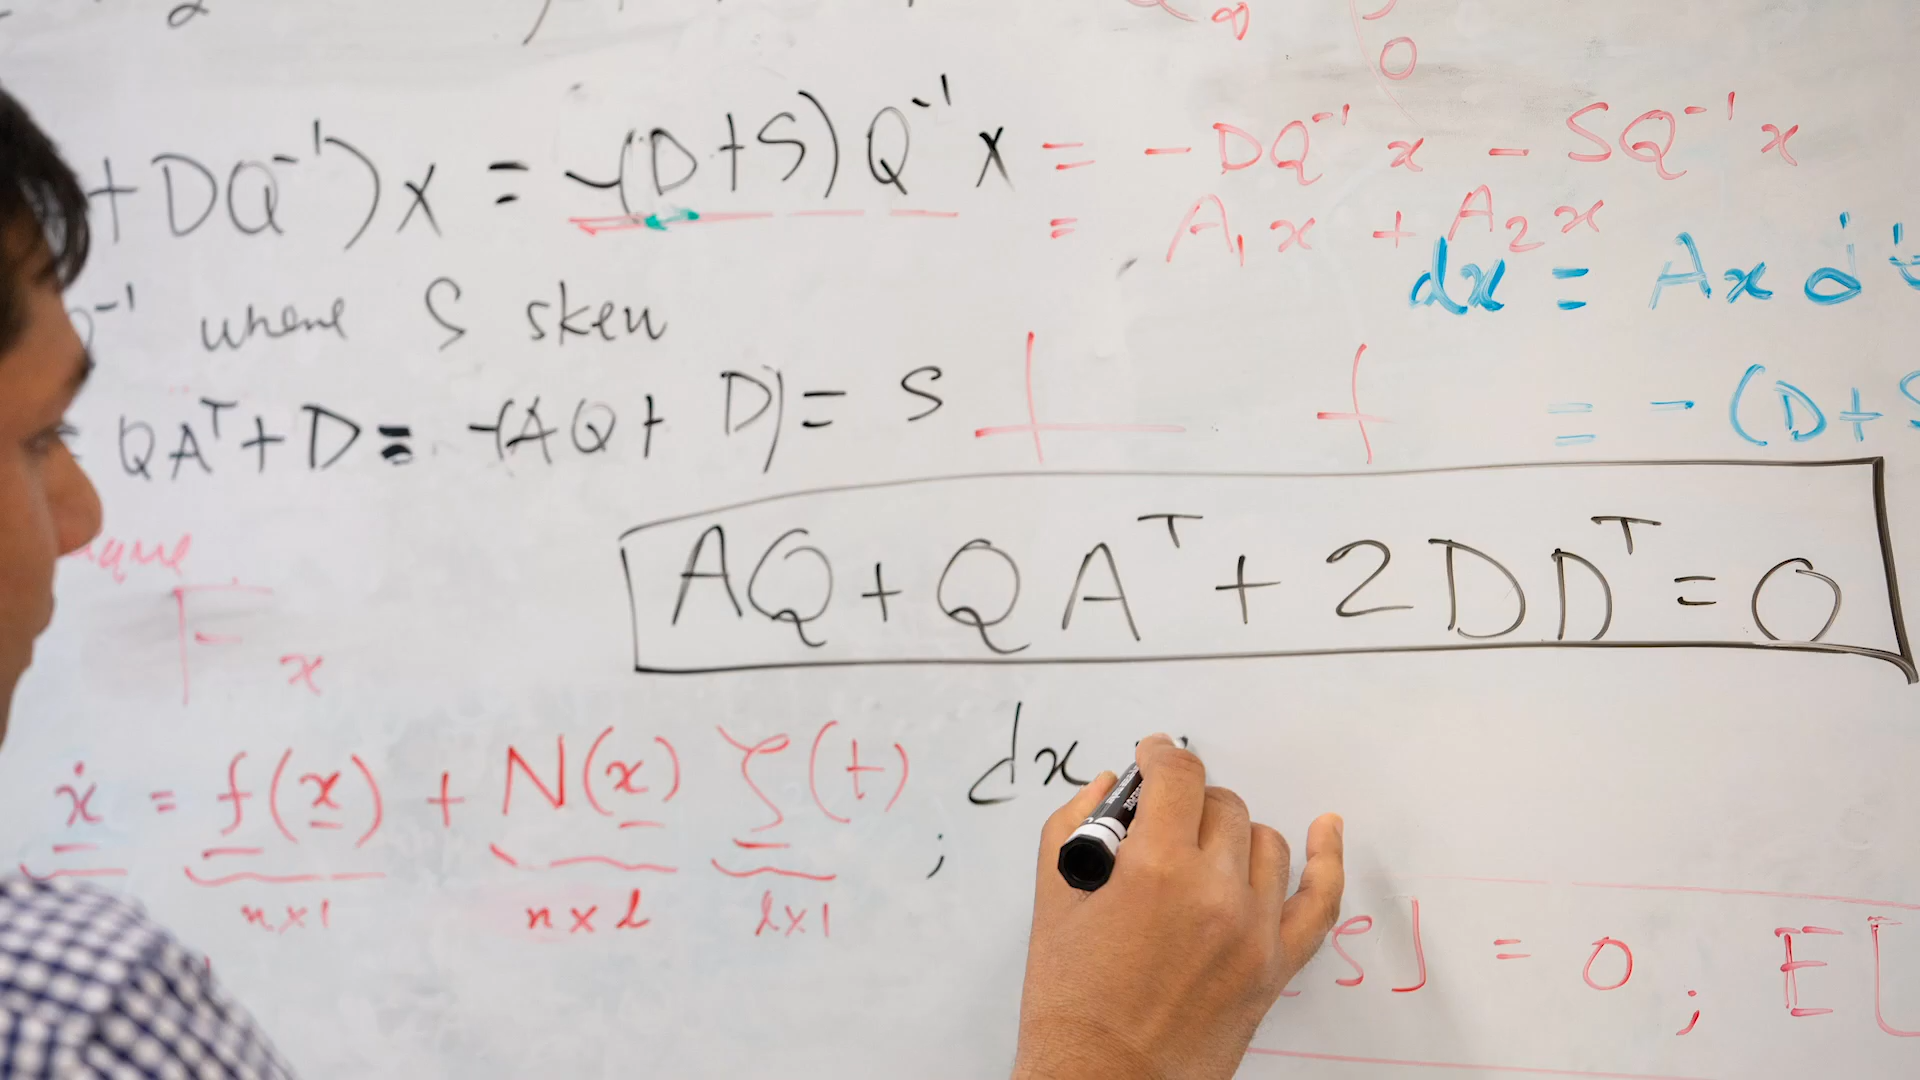 +DQ⁻¹)x = -(D+S)Q⁻¹x = -DQ⁻¹x - SQ⁻¹x
= A₁x + A₂x
dx = Ax
⁻¹ where S skew
= QAᵀ+D = -(AQ+D) = S
= -(D+S
AQ + QAᵀ + 2DDᵀ = 0
F x
ẋ = f(x) + N(x) ζ(t) ; dx
n×1 n×l l×1
ζ] = 0 ; E[